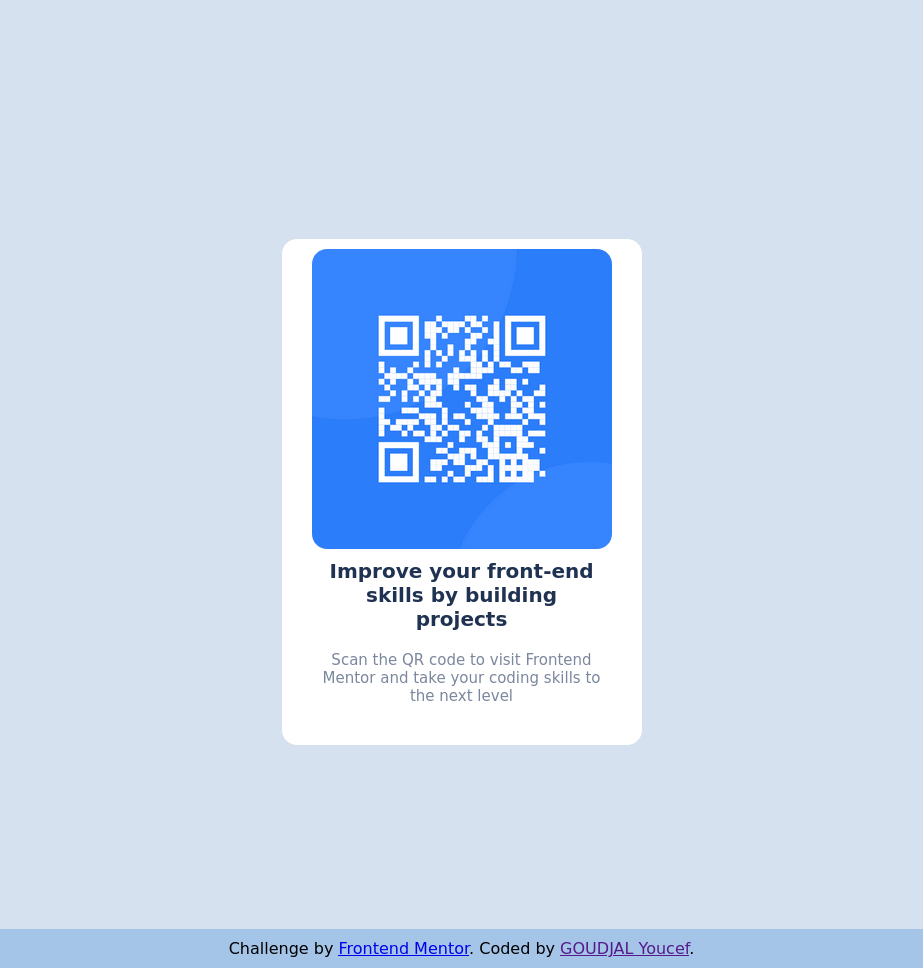 Improve your front-end
skills by building
projects
Scan the QR code to visit Frontend
Mentor and take your coding skills to
the next level
Challenge by Frontend Mentor. Coded by GOUDJAL Youcef.